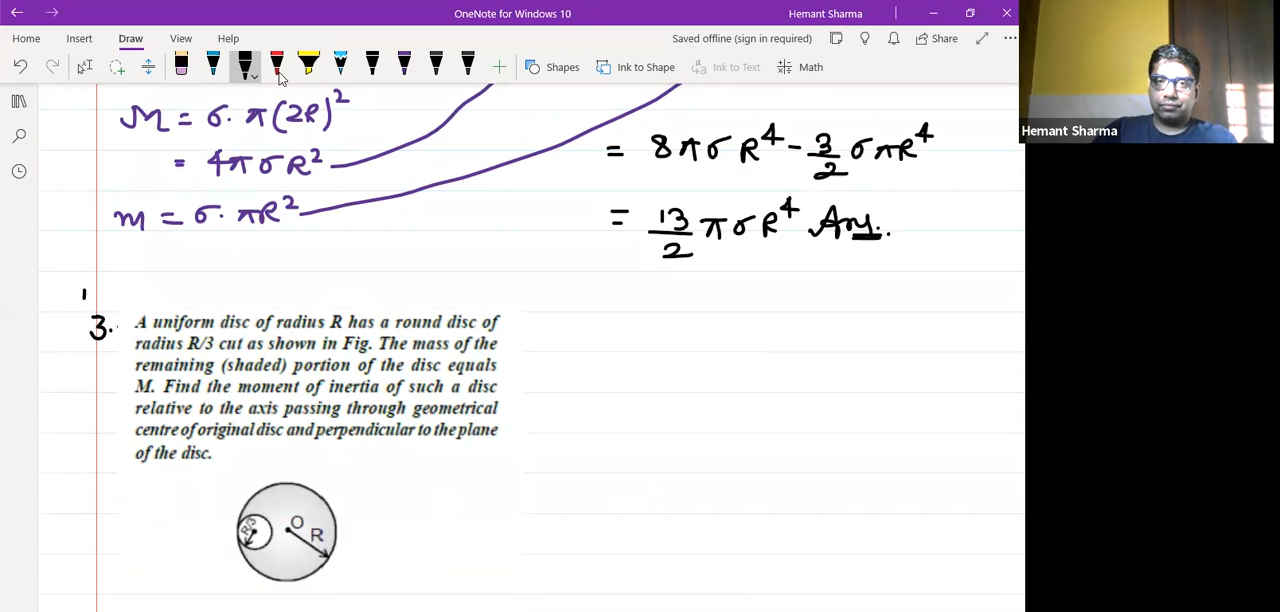 OneNote for Windows 10
Hemant Sharma
Home Insert Draw View Help
Saved offline (sign in required) Share
Shapes Ink to Shape Ink to Text Math
Hemant Sharma
M = σ. π(2R)²
= 4πσR²
m = σ. πR²
= 8πσR⁴ - 3/2 σπR⁴
= 13/2 πσR⁴ Ans.
3.
A uniform disc of radius R has a round disc of
radius R/3 cut as shown in Fig. The mass of the
remaining (shaded) portion of the disc equals
M. Find the moment of inertia of such a disc
relative to the axis passing through geometrical
centre of original disc and perpendicular to the plane
of the disc.
R/3
O
R